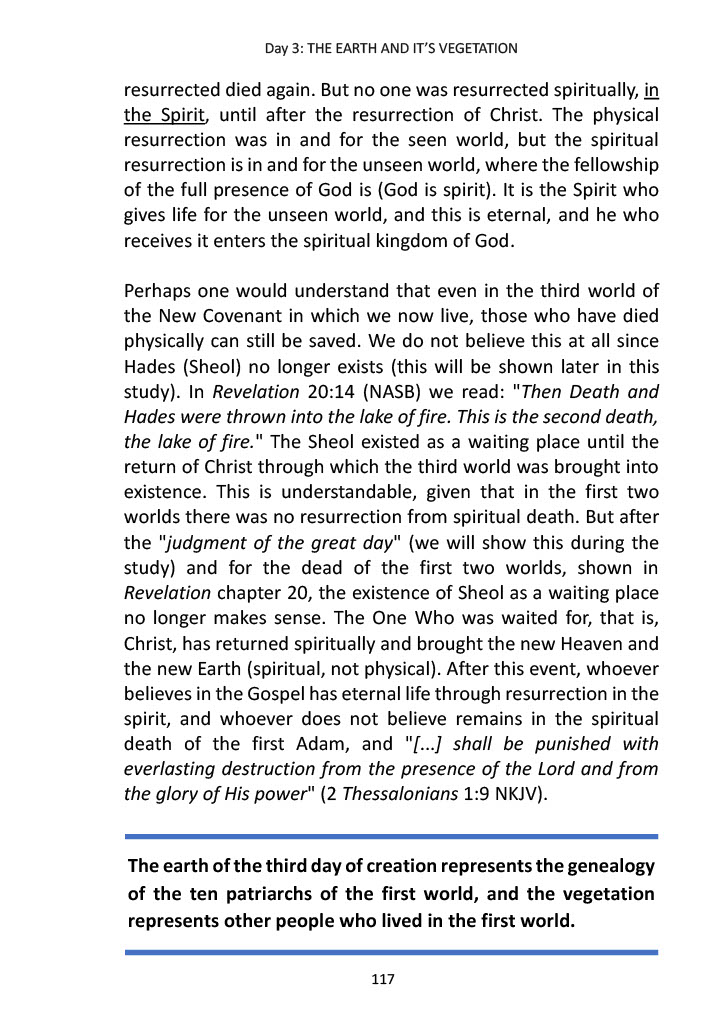 Day 3: THE EARTH AND IT'S VEGETATION
resurrected died again. But no one was resurrected spiritually, in
the Spirit, until after the resurrection of Christ. The physical
resurrection was in and for the seen world, but the spiritual
resurrection is in and for the unseen world, where the fellowship
of the full presence of God is (God is spirit). It is the Spirit who
gives life for the unseen world, and this is eternal, and he who
receives it enters the spiritual kingdom of God.
Perhaps one would understand that even in the third world of
the New Covenant in which we now live, those who have died
physically can still be saved. We do not believe this at all since
Hades (Sheol) no longer exists (this will be shown later in this
study). In Revelation 20:14 (NASB) we read: "Then Death and
Hades were thrown into the lake of fire. This is the second death,
the lake of fire." The Sheol existed as a waiting place until the
return of Christ through which the third world was brought into
existence. This is understandable, given that in the first two
worlds there was no resurrection from spiritual death. But after
the "judgment of the great day" (we will show this during the
study) and for the dead of the first two worlds, shown in
Revelation chapter 20, the existence of Sheol as a waiting place
no longer makes sense. The One Who was waited for, that is,
Christ, has returned spiritually and brought the new Heaven and
the new Earth (spiritual, not physical). After this event, whoever
believes in the Gospel has eternal life through resurrection in the
spirit, and whoever does not believe remains in the spiritual
death of the first Adam, and "[...] shall be punished with
everlasting destruction from the presence of the Lord and from
the glory of His power" (2 Thessalonians 1:9 NKJV).
The earth of the third day of creation represents the genealogy
of the ten patriarchs of the first world, and the vegetation
represents other people who lived in the first world.
117